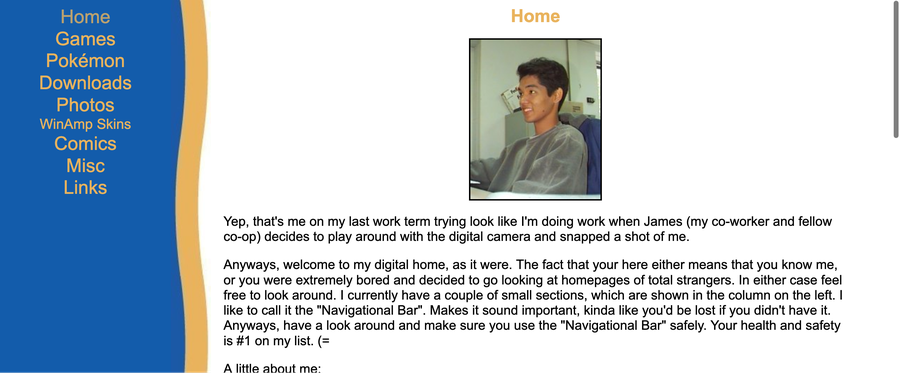 Home
Games
Pokémon
Downloads
Photos
WinAmp Skins
Comics
Misc
Links
Home
Yep, that's me on my last work term trying look like I'm doing work when James (my co-worker and fellow
co-op) decides to play around with the digital camera and snapped a shot of me.
Anyways, welcome to my digital home, as it were. The fact that your here either means that you know me,
or you were extremely bored and decided to go looking at homepages of total strangers. In either case feel
free to look around. I currently have a couple of small sections, which are shown in the column on the left. I
like to call it the "Navigational Bar". Makes it sound important, kinda like you'd be lost if you didn't have it.
Anyways, have a look around and make sure you use the "Navigational Bar" safely. Your health and safety
is #1 on my list. (=
A little about me: